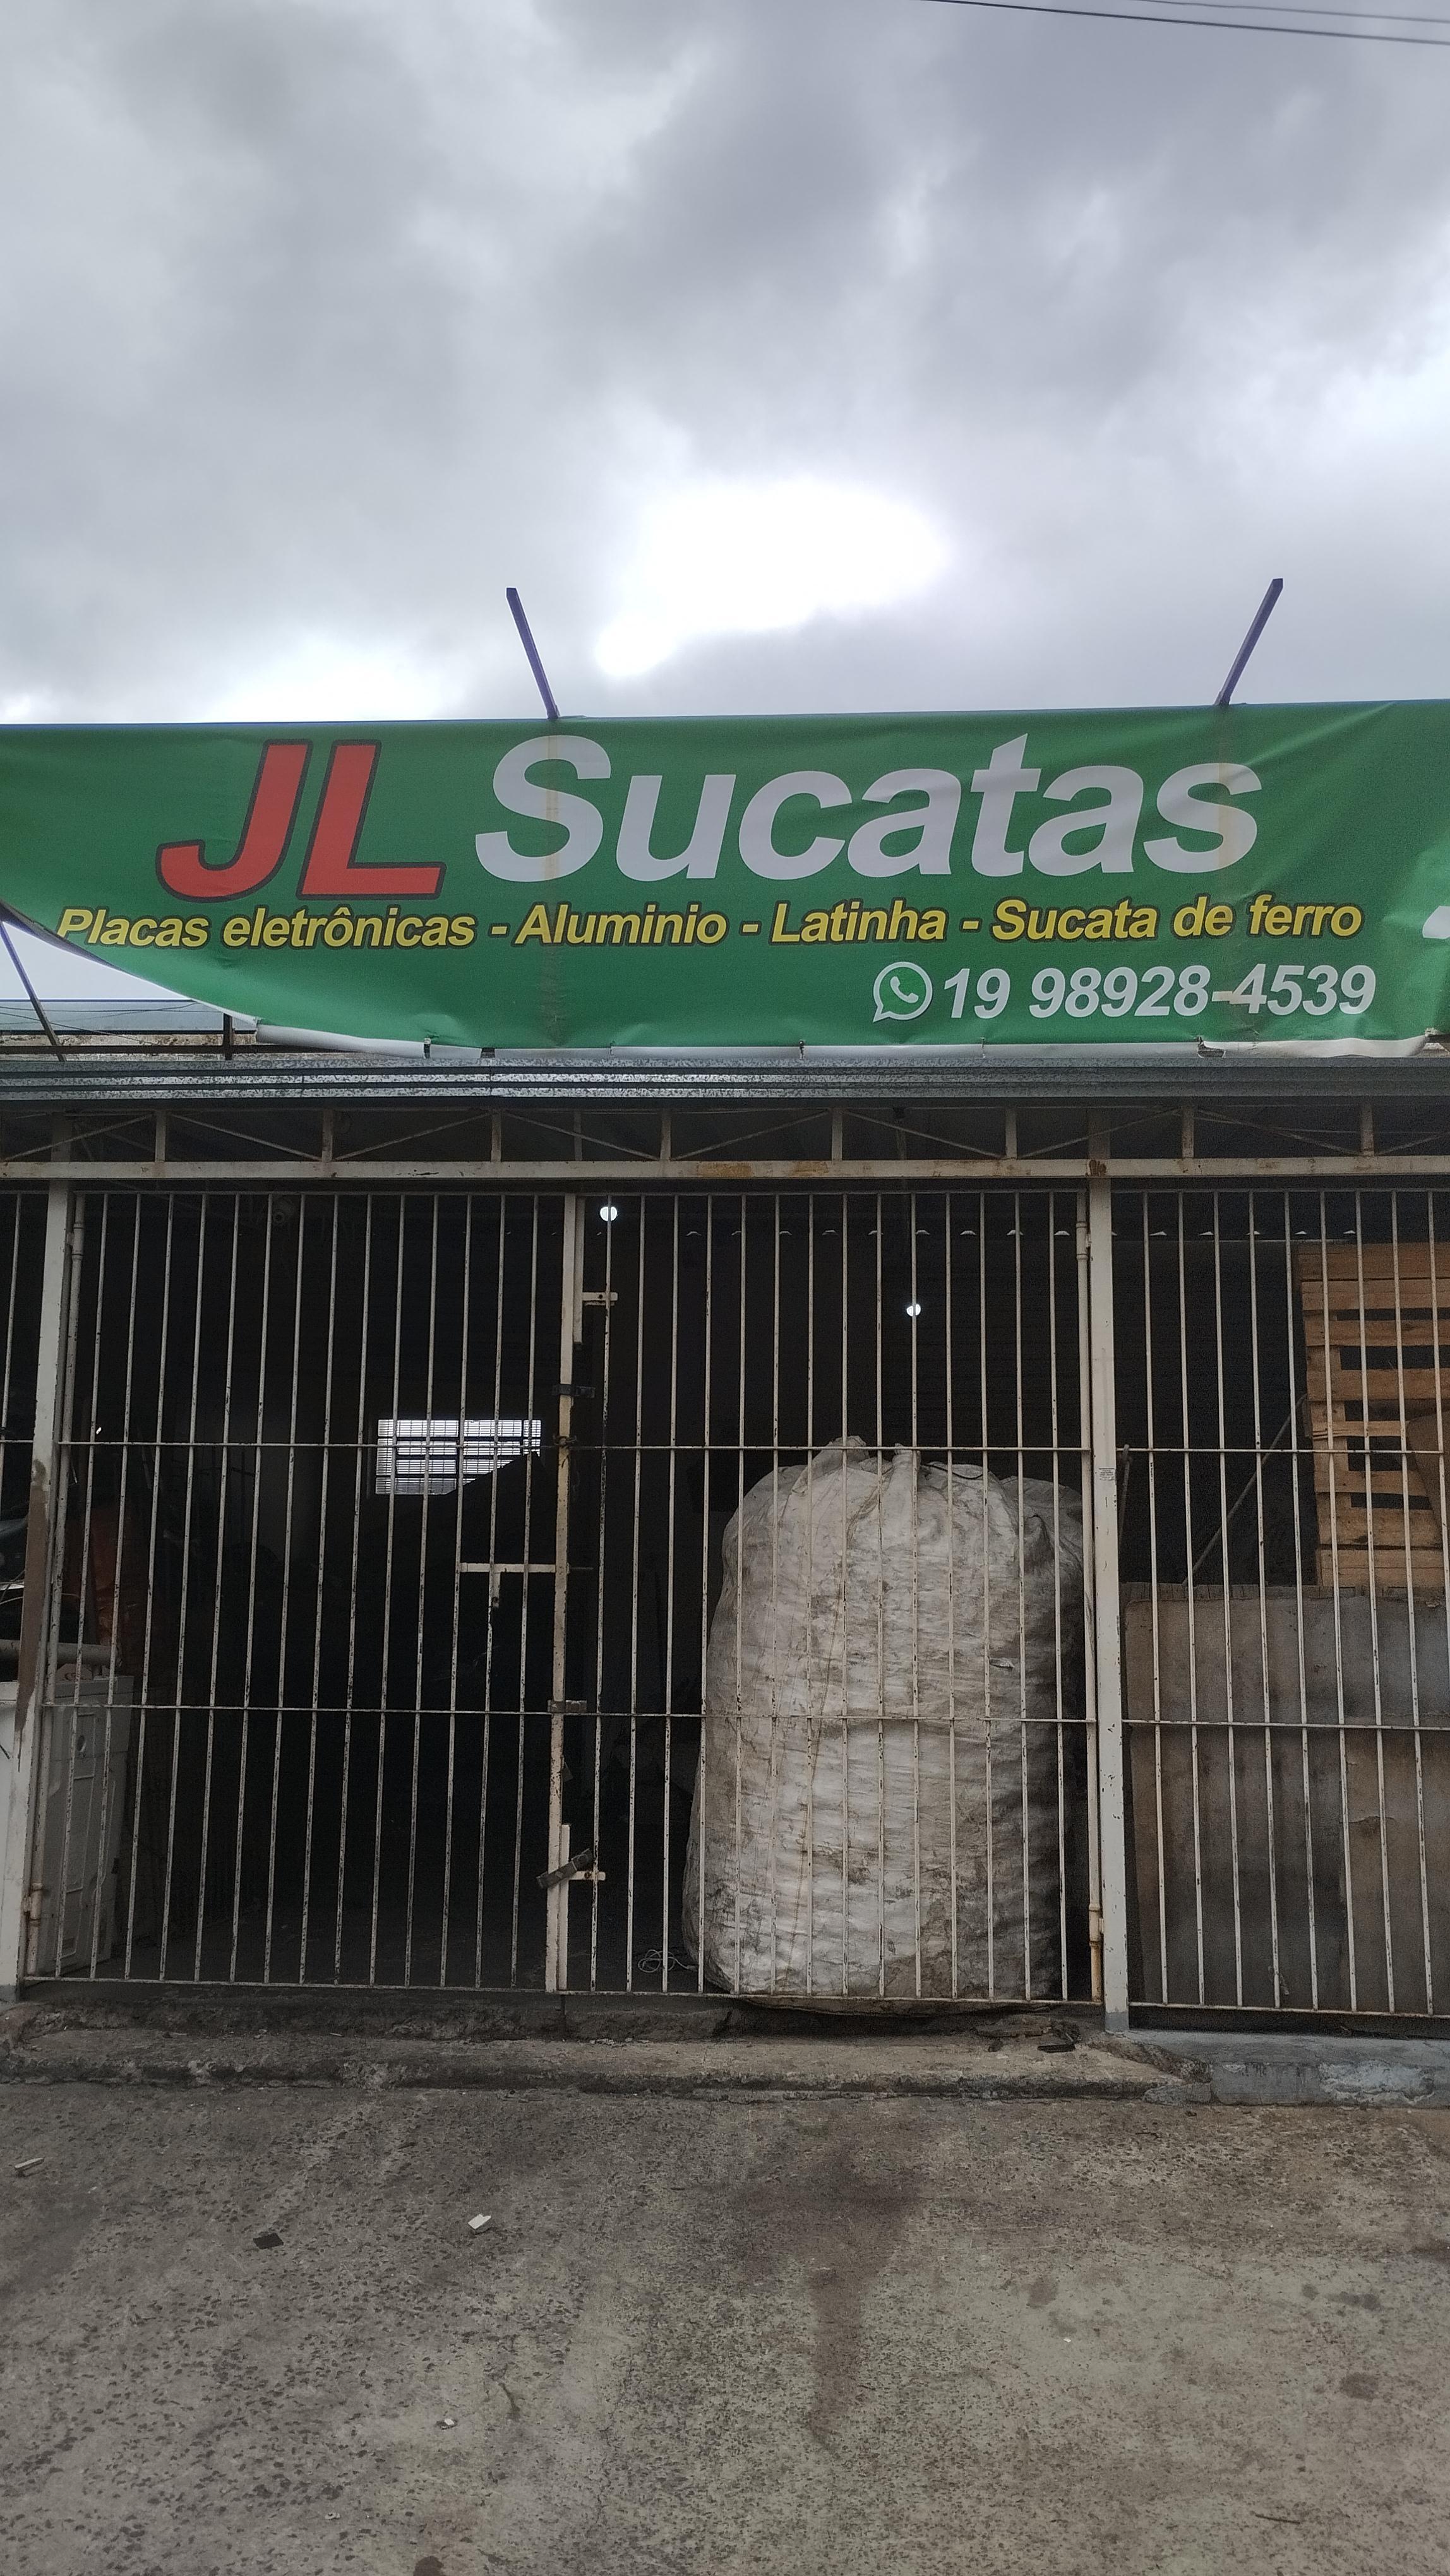 JL Sucatas
Placas eletrônicas - Aluminio - Latinha - Sucata de ferro
19 98928-4539